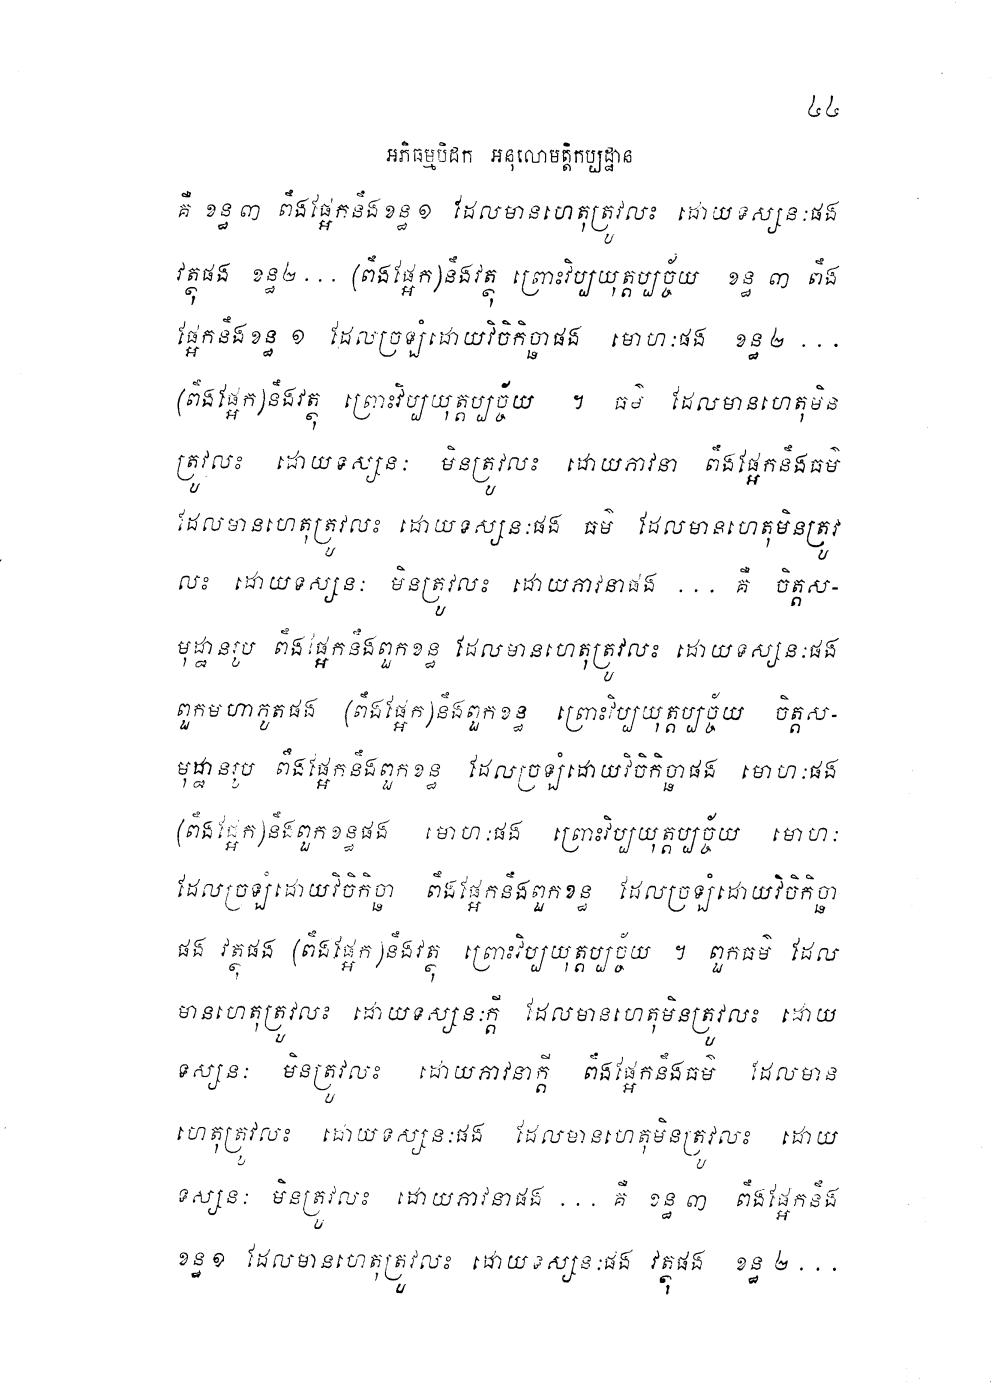 ៤៤
អភិធម្មបិដក អនុលោមត្តិកប្បដ្ឋាន
គឺ ខន្ធ ៣ ពឹងផ្អែកនឹងខន្ធ ១ ដែលមានហេតុត្រូវលះ ដោយទស្សនៈផង
វត្ថុផង ខន្ធ ២ ... (ពឹងផ្អែក)នឹងវត្ថុ ព្រោះវិប្បយុត្តប្បច្ច័យ ខន្ធ ៣ ពឹង
ផ្អែកនឹងខន្ធ ១ ដែលច្រឡំដោយវិចិកិច្ឆាផង មោហៈផង ខន្ធ ២ ...
(ពឹងផ្អែក)នឹងវត្ថុ ព្រោះវិប្បយុត្តប្បច្ច័យ ។ ធម៌ ដែលមានហេតុមិន
ត្រូវលះ ដោយទស្សនៈ មិនត្រូវលះ ដោយភាវនា ពឹងផ្អែកនឹងធម៌
ដែលមានហេតុត្រូវលះ ដោយទស្សនៈផង ធម៌ ដែលមានហេតុមិនត្រូវ
លះ ដោយទស្សនៈ មិនត្រូវលះ ដោយភាវនាផង ... គឺ ចិត្តស-
មុដ្ឋានរូប ពឹងផ្អែកនឹងពួកខន្ធ ដែលមានហេតុត្រូវលះ ដោយទស្សនៈផង
ពួកមហាភូតផង (ពឹងផ្អែក)នឹងពួកខន្ធ ព្រោះវិប្បយុត្តប្បច្ច័យ ចិត្តស-
មុដ្ឋានរូប ពឹងផ្អែកនឹងពួកខន្ធ ដែលច្រឡំដោយវិចិកិច្ឆាផង មោហៈផង
(ពឹងផ្អែក)នឹងពួកខន្ធផង មោហៈផង ព្រោះវិប្បយុត្តប្បច្ច័យ មោហៈ
ដែលច្រឡំដោយវិចិកិច្ឆា ពឹងផ្អែកនឹងពួកខន្ធ ដែលច្រឡំដោយវិចិកិច្ឆា
ផង វត្ថុផង (ពឹងផ្អែក)នឹងវត្ថុ ព្រោះវិប្បយុត្តប្បច្ច័យ ។ ពួកធម៌ ដែល
មានហេតុត្រូវលះ ដោយទស្សនៈក្តី ដែលមានហេតុមិនត្រូវលះ ដោយ
ទស្សនៈ មិនត្រូវលះ ដោយភាវនាក្តី ពឹងផ្អែកនឹងធម៌ ដែលមាន
ហេតុត្រូវលះ ដោយទស្សនៈផង ដែលមានហេតុមិនត្រូវលះ ដោយ
ទស្សនៈ មិនត្រូវលះ ដោយភាវនាផង ... គឺ ខន្ធ ៣ ពឹងផ្អែកនឹង
ខន្ធ ១ ដែលមានហេតុត្រូវលះ ដោយទស្សនៈផង វត្ថុផង ខន្ធ ២ ...